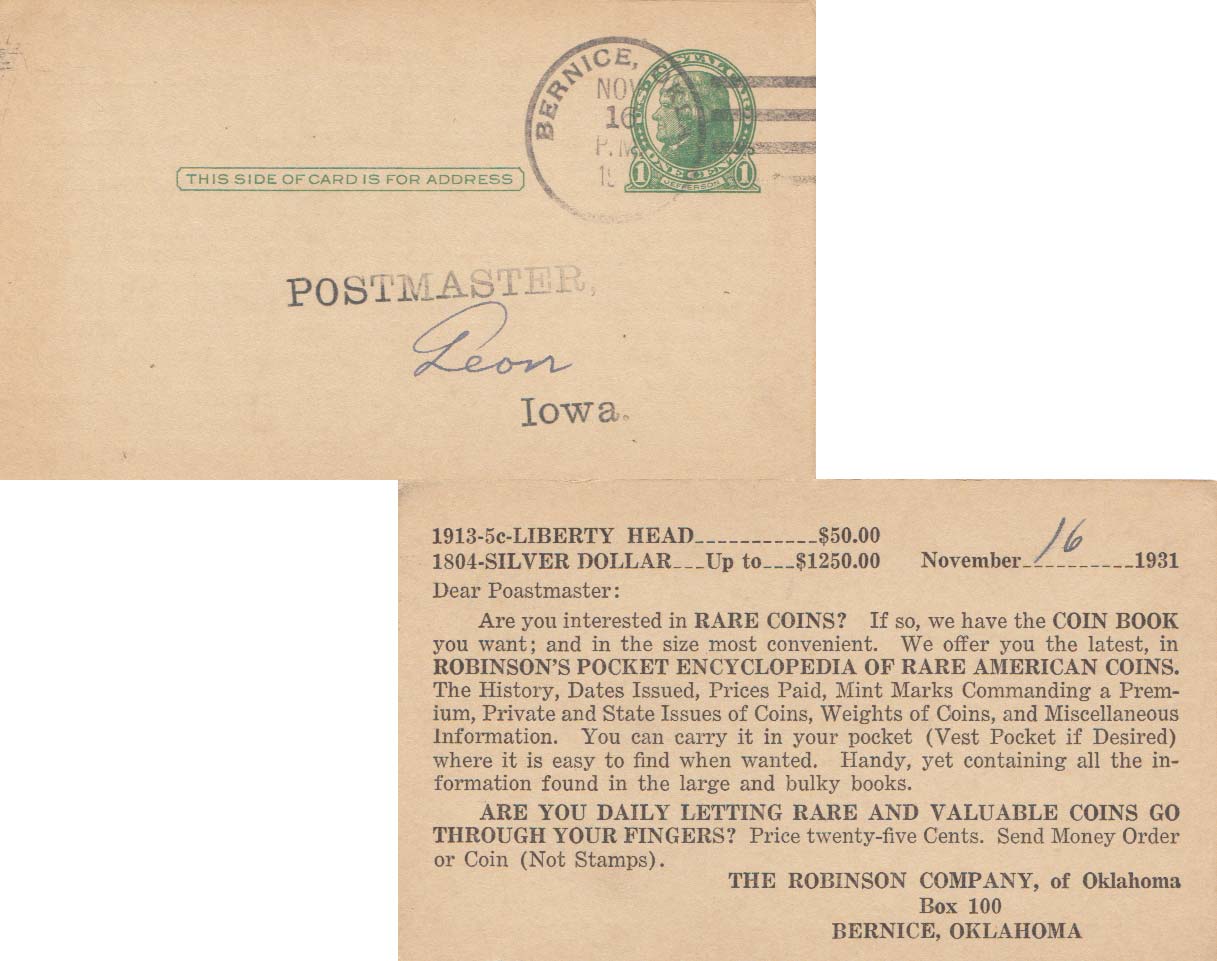 BERNICE,
NOV
16
P.M.
19
U.S. POSTAL CARD
ONE CENT
1 JEFFERSON 1
THIS SIDE OF CARD IS FOR ADDRESS
POSTMASTER,
Leon
Iowa.
1913-5c-LIBERTY HEAD___________$50.00
1804-SILVER DOLLAR___Up to___$1250.00 November 16 1931
Dear Poastmaster:
Are you interested in RARE COINS? If so, we have the COIN BOOK
you want; and in the size most convenient. We offer you the latest, in
ROBINSON'S POCKET ENCYCLOPEDIA OF RARE AMERICAN COINS.
The History, Dates Issued, Prices Paid, Mint Marks Commanding a Prem-
ium, Private and State Issues of Coins, Weights of Coins, and Miscellaneous
Information. You can carry it in your pocket (Vest Pocket if Desired)
where it is easy to find when wanted. Handy, yet containing all the in-
formation found in the large and bulky books.
ARE YOU DAILY LETTING RARE AND VALUABLE COINS GO
THROUGH YOUR FINGERS? Price twenty-five Cents. Send Money Order
or Coin (Not Stamps).
THE ROBINSON COMPANY, of Oklahoma
Box 100
BERNICE, OKLAHOMA